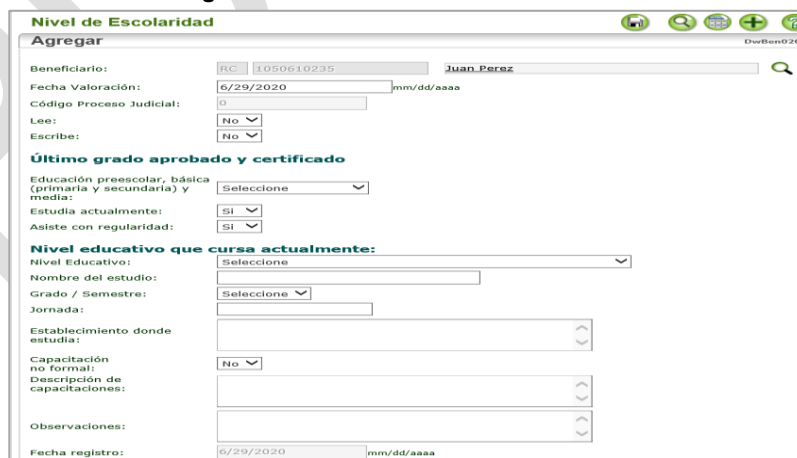 Nivel de Escolaridad
Agregar
DwBen020
Beneficiario: RC 1050610235 Juan Perez
Fecha Valoración: 6/29/2020 mm/dd/aaaa
Código Proceso Judicial: 0
Lee: No
Escribe: No
Último grado aprobado y certificado
Educación preescolar, básica
(primaria y secundaria) y
media: Seleccione
Estudia actualmente: Si
Asiste con regularidad: Si
Nivel educativo que cursa actualmente:
Nivel Educativo: Seleccione
Nombre del estudio:
Grado / Semestre: Seleccione
Jornada:
Establecimiento donde
estudia:
Capacitación
no formal: No
Descripción de
capacitaciones:
Observaciones:
Fecha registro: 6/29/2020 mm/dd/aaaa